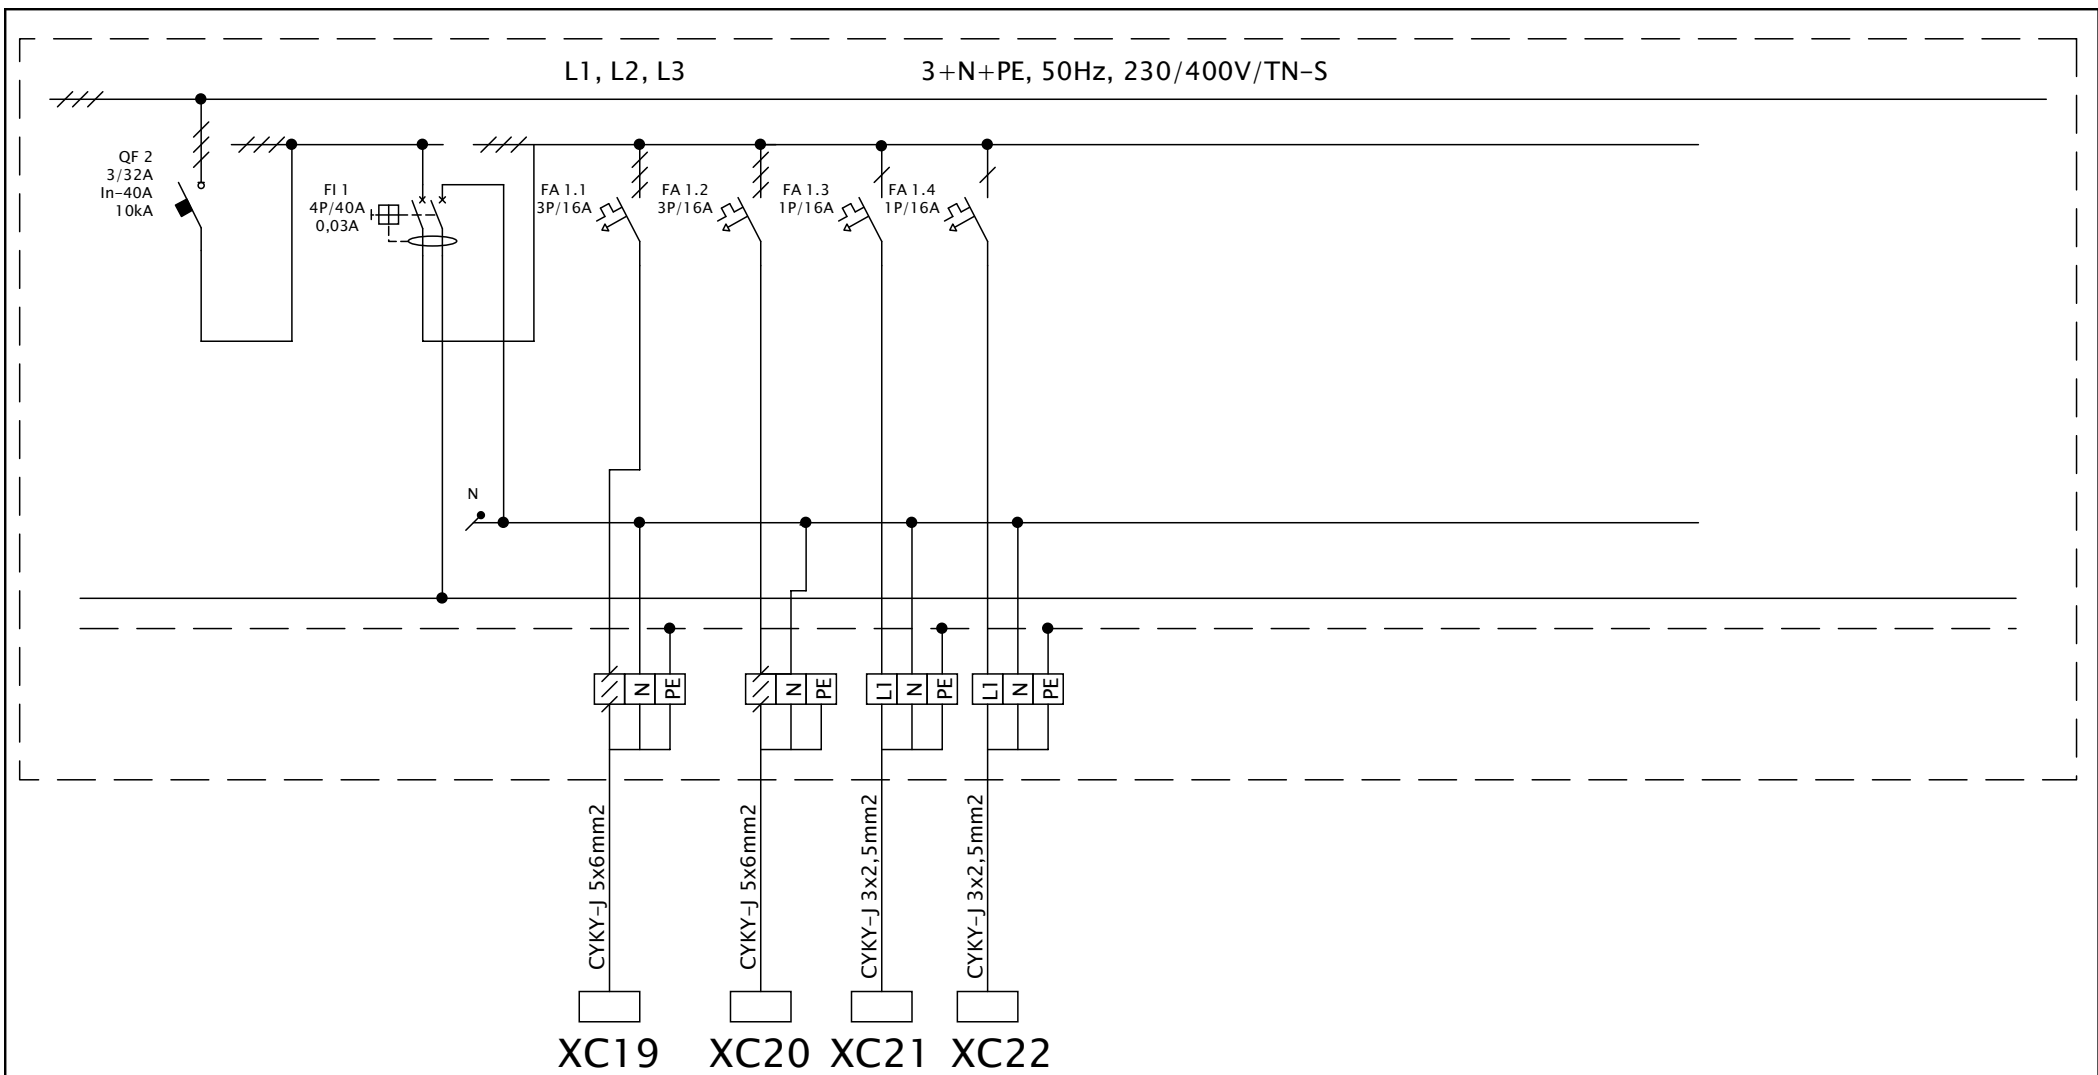 L1, L2, L3
3+N+PE, 50Hz, 230/400V/TN-S
QF 2
3/32A
In-40A
10kA
FI 1
4P/40A
0,03A
FA 1.1
3P/16A
FA 1.2
3P/16A
FA 1.3
1P/16A
FA 1.4
1P/16A
N
N
PE
N
PE
L1
N
PE
L1
N
PE
CYKY-J 5x6mm2
CYKY-J 5x6mm2
CYKY-J 3x2,5mm2
CYKY-J 3x2,5mm2
XC19
XC20
XC21
XC22